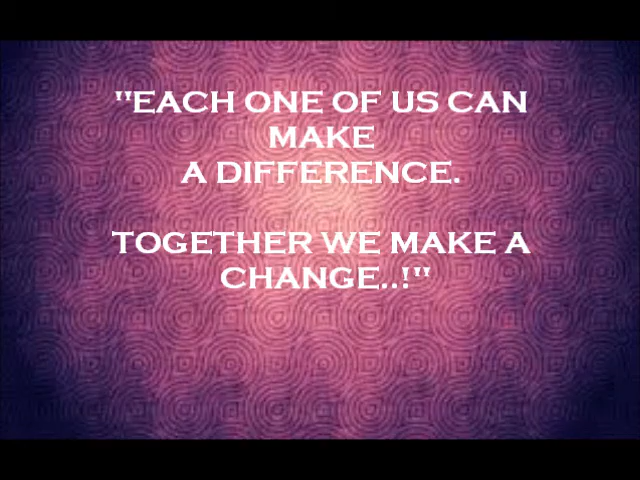 "EACH ONE OF US CAN
MAKE
A DIFFERENCE.
TOGETHER WE MAKE A
CHANGE..!"